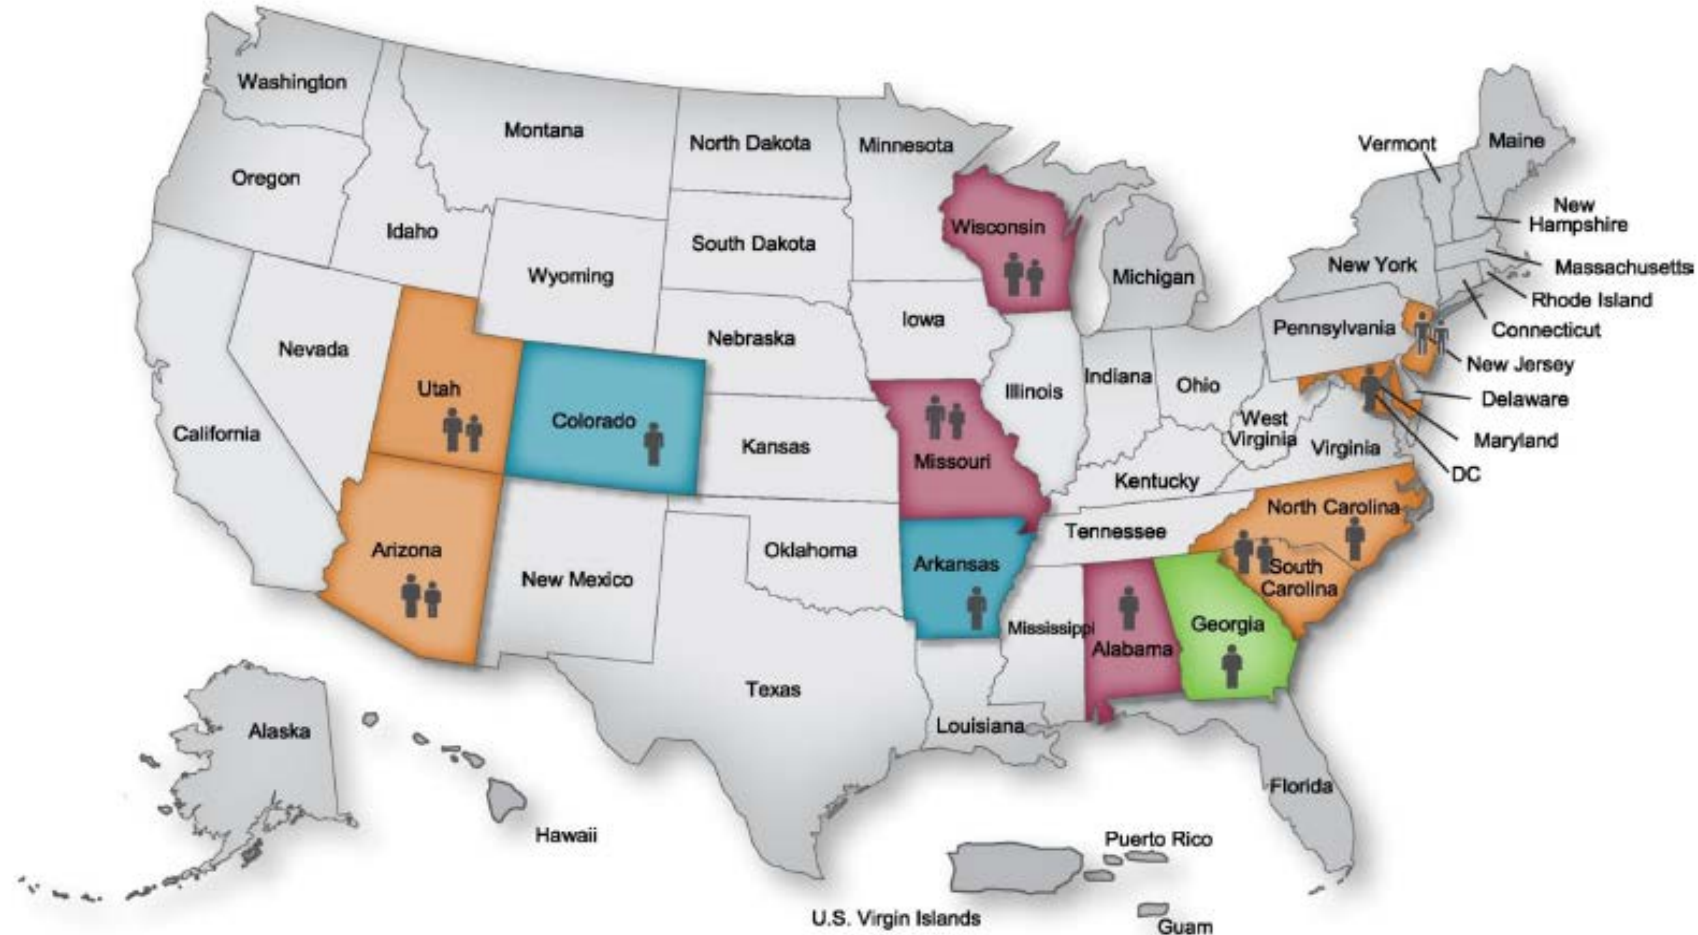 Washington
Montana
North Dakota
Minnesota
Vermont
Maine
Oregon
Idaho
South Dakota
Wisconsin
New
Hampshire
Wyoming
Michigan
New York
Massachusetts
Rhode Island
Iowa
Pennsylvania
Connecticut
Nevada
Nebraska
New Jersey
Utah
Illinois
Indiana
Ohio
Delaware
California
Colorado
Kansas
Missouri
West
Virginia
Virginia
Maryland
DC
Kentucky
North Carolina
Arizona
Oklahoma
Tennessee
New Mexico
Arkansas
South
Carolina
Mississippi
Alabama
Georgia
Texas
Louisiana
Alaska
Florida
Hawaii
Puerto Rico
U.S. Virgin Islands
Guam